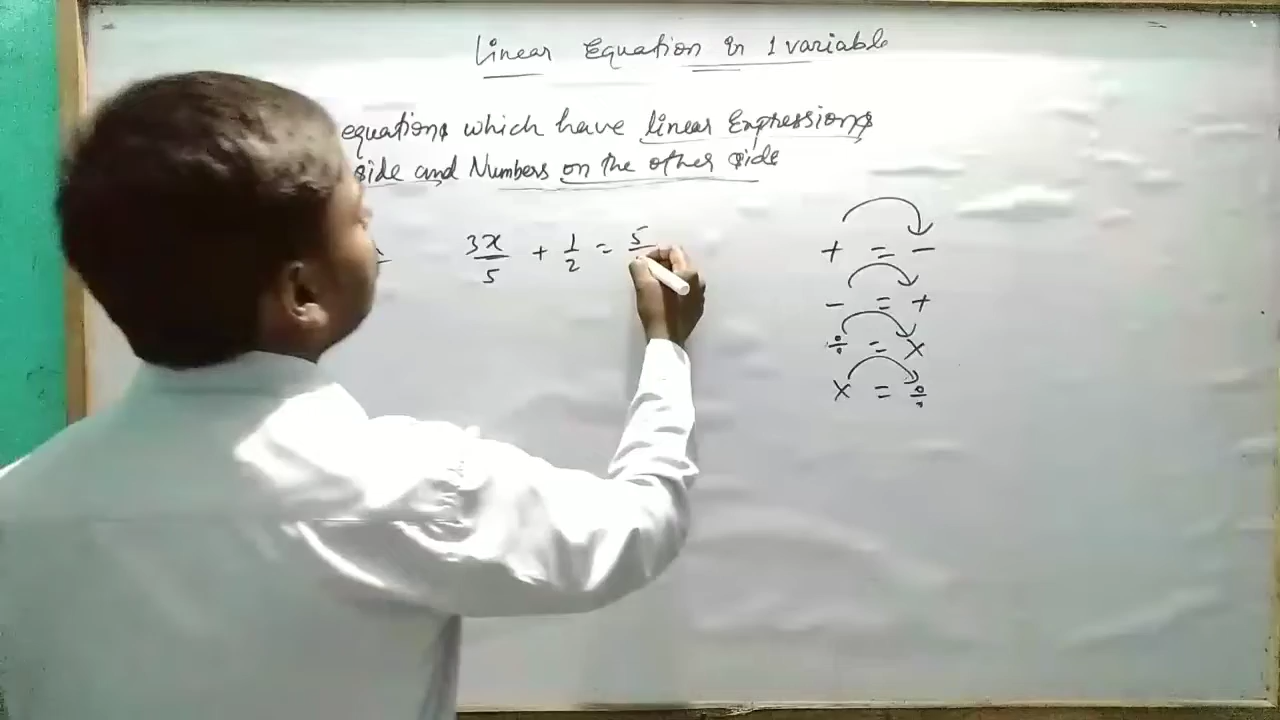 Linear Equation in 1 variable
equations which have linear Expressions
side and Numbers on the other side
3x/5 + 1/2 = 5/
+ = -
- = +
÷ = ×
× = ÷